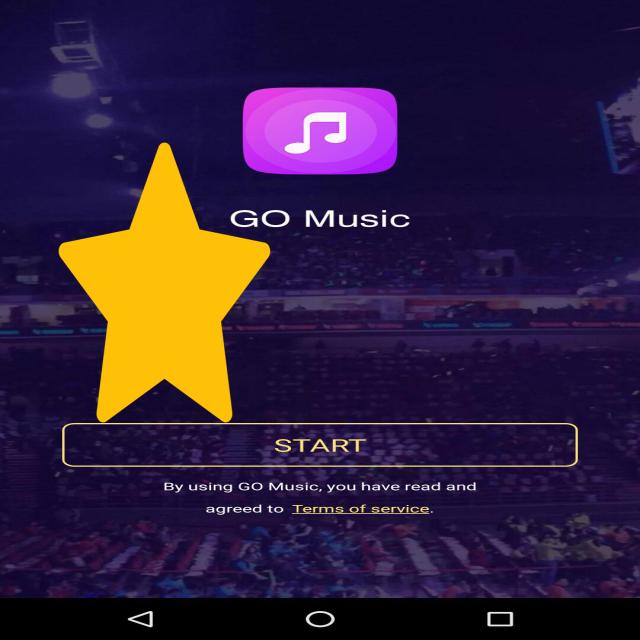 GO Music
START
By using GO Music, you have read and
agreed to Terms of service.